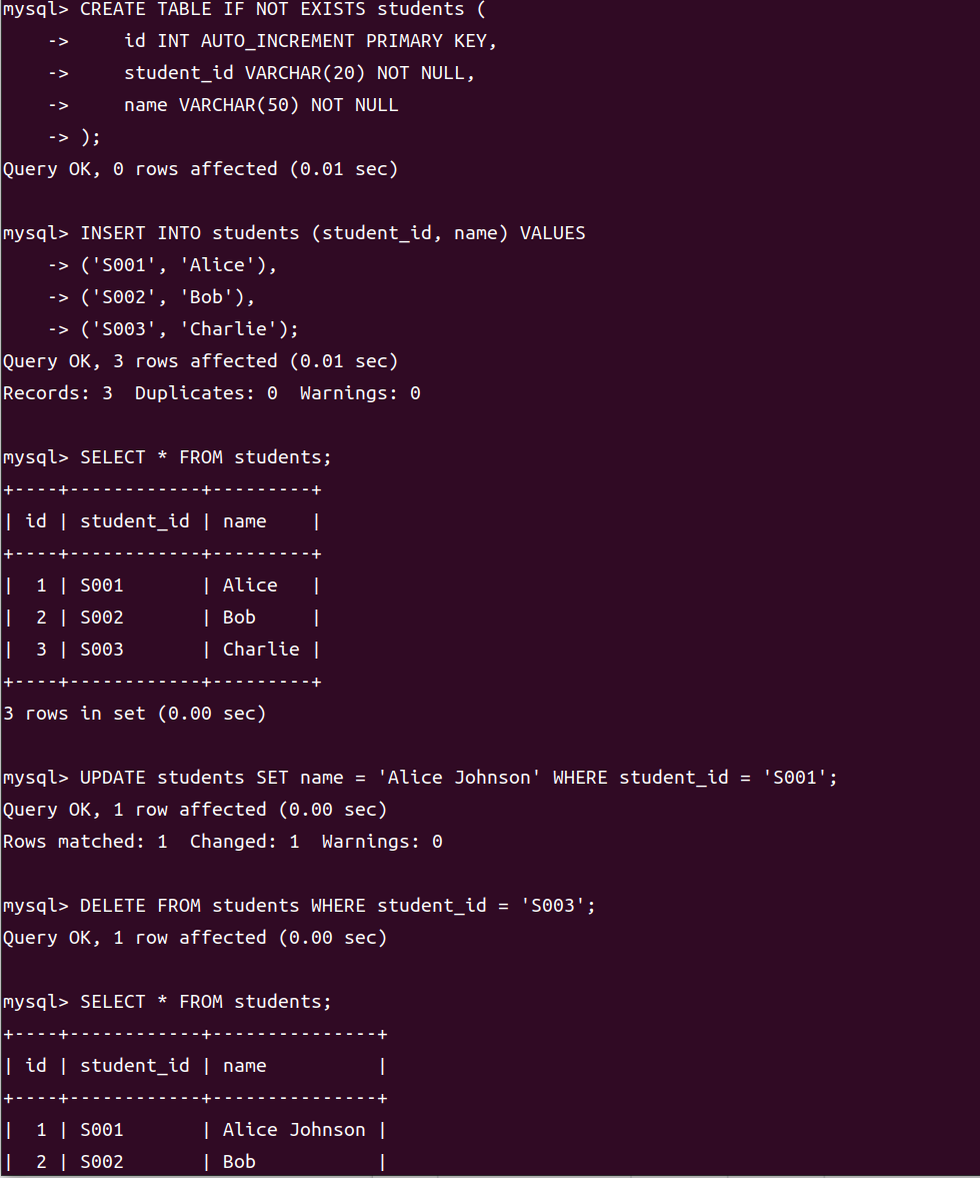 mysql> CREATE TABLE IF NOT EXISTS students (
    ->     id INT AUTO_INCREMENT PRIMARY KEY,
    ->     student_id VARCHAR(20) NOT NULL,
    ->     name VARCHAR(50) NOT NULL
    -> );
Query OK, 0 rows affected (0.01 sec)

mysql> INSERT INTO students (student_id, name) VALUES
    -> ('S001', 'Alice'),
    -> ('S002', 'Bob'),
    -> ('S003', 'Charlie');
Query OK, 3 rows affected (0.01 sec)
Records: 3  Duplicates: 0  Warnings: 0

mysql> SELECT * FROM students;
+----+------------+---------+
| id | student_id | name    |
+----+------------+---------+
|  1 | S001       | Alice   |
|  2 | S002       | Bob     |
|  3 | S003       | Charlie |
+----+------------+---------+
3 rows in set (0.00 sec)

mysql> UPDATE students SET name = 'Alice Johnson' WHERE student_id = 'S001';
Query OK, 1 row affected (0.00 sec)
Rows matched: 1  Changed: 1  Warnings: 0

mysql> DELETE FROM students WHERE student_id = 'S003';
Query OK, 1 row affected (0.00 sec)

mysql> SELECT * FROM students;
+----+------------+---------------+
| id | student_id | name          |
+----+------------+---------------+
|  1 | S001       | Alice Johnson |
|  2 | S002       | Bob           |